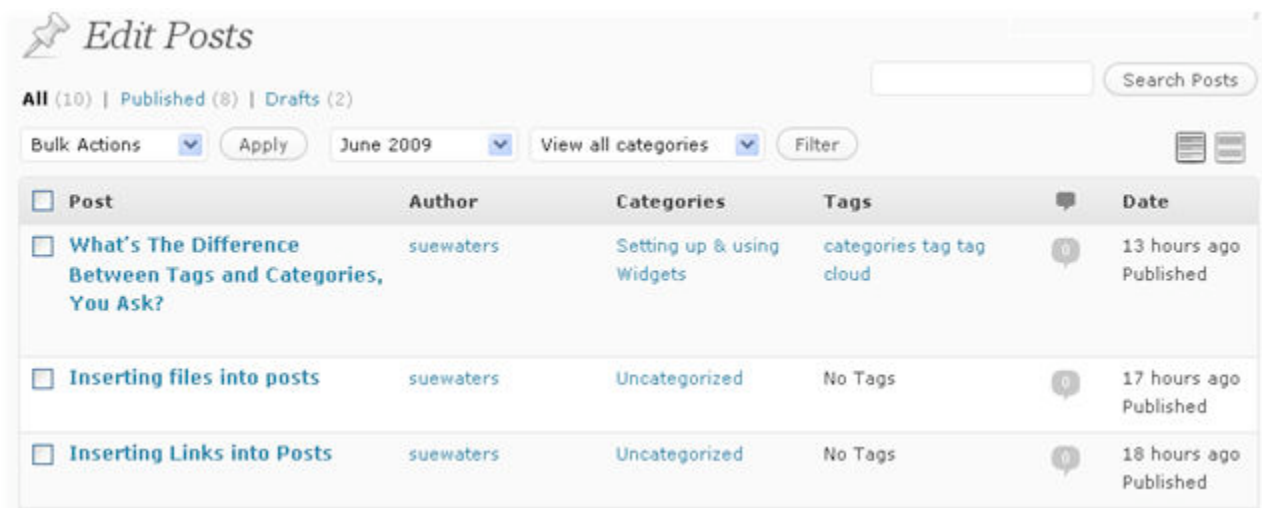 Edit Posts
Search Posts
All (10) | Published (8) | Drafts (2)
Bulk Actions Apply June 2009 View all categories Filter
Post Author Categories Tags Date
What's The Difference suewaters Setting up & using categories tag tag 0 13 hours ago
Between Tags and Categories, Widgets cloud Published
You Ask?
Inserting files into posts suewaters Uncategorized No Tags 0 17 hours ago
Published
Inserting Links into Posts suewaters Uncategorized No Tags 0 18 hours ago
Published